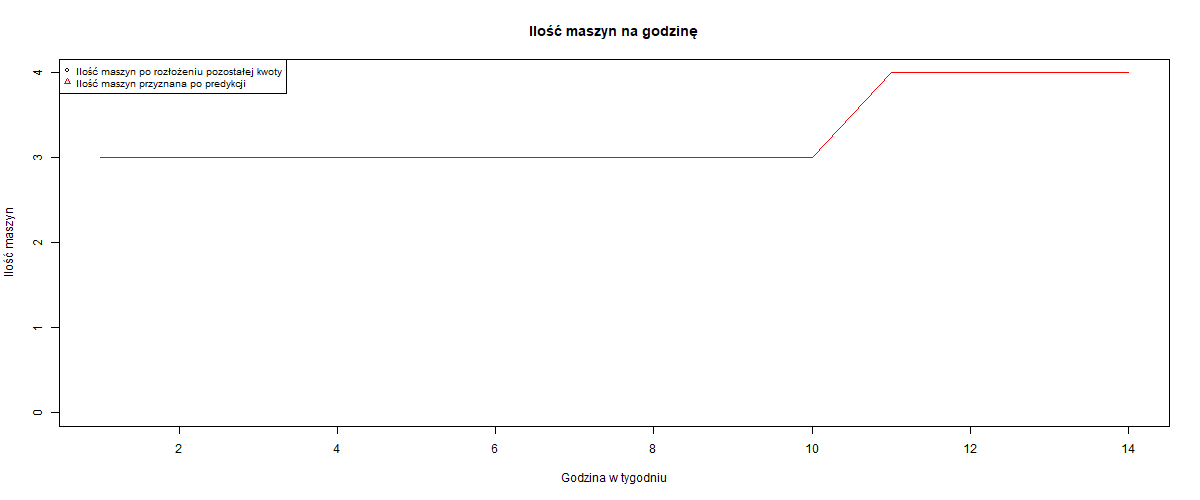 Ilość maszyn na godzinę
Ilość maszyn po rozłożeniu pozostałej kwoty
Ilość maszyn przyznana po predykcji
4
3
2
1
0
Ilość maszyn
2 4 6 8 10 12 14
Godzina w tygodniu